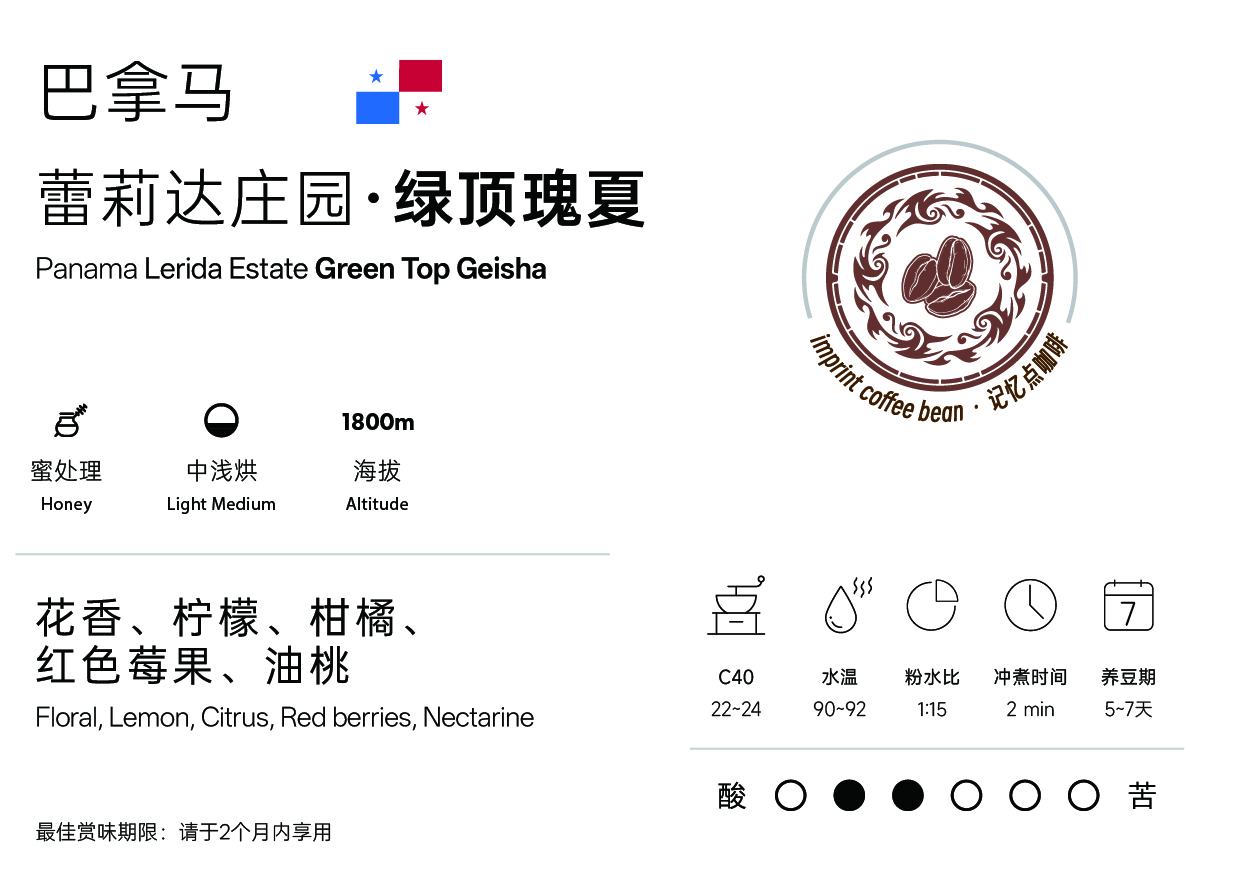 巴拿马
蕾莉达庄园·绿顶瑰夏
Panama Lerida Estate Green Top Geisha
1800m
蜜处理 中浅烘 海拔
Honey Light Medium Altitude
花香、柠檬、柑橘、
红色莓果、油桃
Floral, Lemon, Citrus, Red berries, Nectarine
最佳赏味期限：请于2个月内享用
imprint coffee bean · 记忆点咖啡
7
C40 水温 粉水比 冲煮时间 养豆期
22~24 90~92 1:15 2 min 5~7天
酸 苦